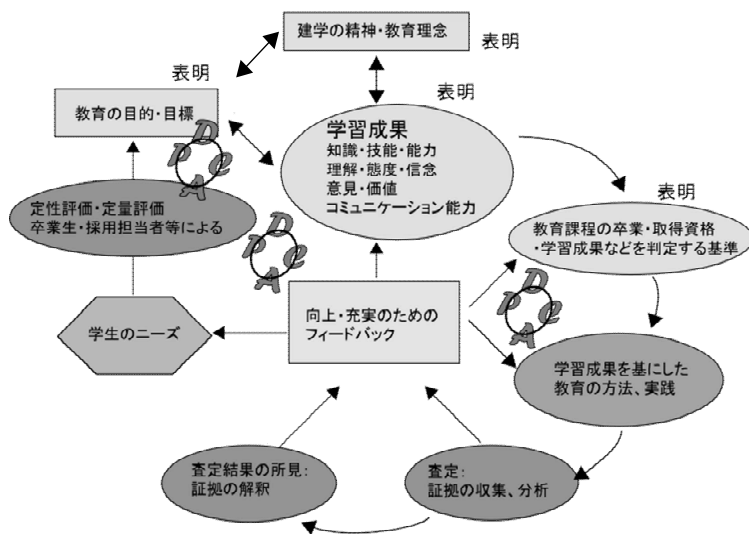 建学の精神・教育理念
表明
表明
教育の目的・目標
表明
学習成果
知識・技能・能力
理解・態度・信念
意見・価値
コミュニケーション能力
P D C A
表明
教育課程の卒業・取得資格
・学習成果などを判定する基準
定性評価・定量評価
卒業生・採用担当者等による
P D C A
P D C A
向上・充実のための
フィードバック
学生のニーズ
学習成果を基にした
教育の方法、実践
査定結果の所見:
証拠の解釈
査定:
証拠の収集、分析